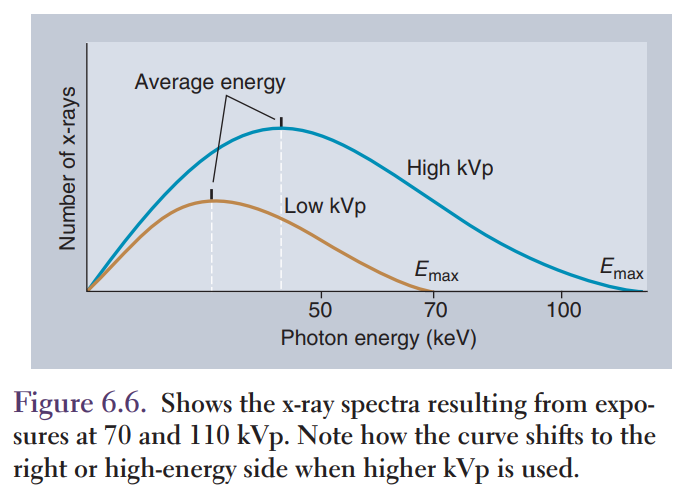 Average energy
Number of x-rays
High kVp
Low kVp
Emax
Emax
50
70
100
Photon energy (keV)
Figure 6.6. Shows the x-ray spectra resulting from expo-
sures at 70 and 110 kVp. Note how the curve shifts to the
right or high-energy side when higher kVp is used.